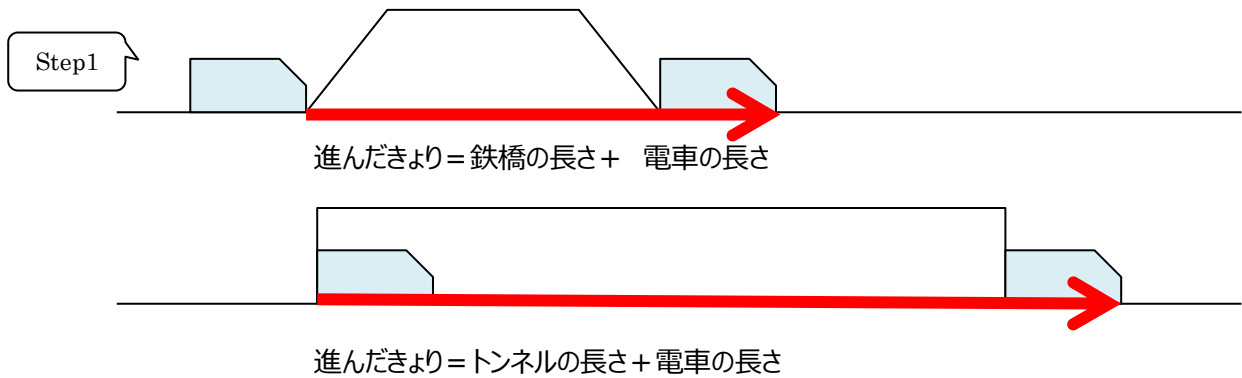 Step1
進んだきょり＝鉄橋の長さ＋　電車の長さ
進んだきょり＝トンネルの長さ＋電車の長さ